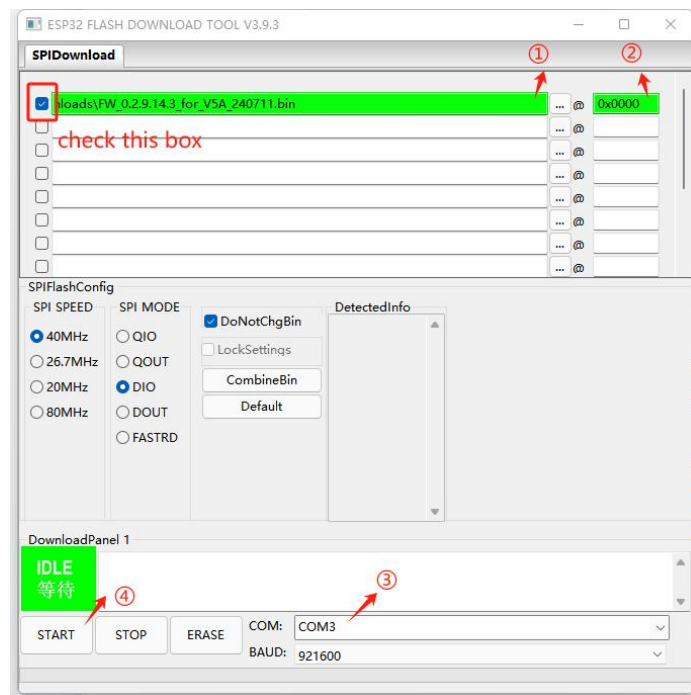 ESP32 FLASH DOWNLOAD TOOL V3.9.3
SPIDownload
① ②
nloads\FW_0.2.9.14.3_for_V5A_240711.bin ... @ 0x0000
check this box
... @
... @
... @
... @
... @
... @
... @
SPIFlashConfig
SPI SPEED SPI MODE DetectedInfo
40MHz QIO DoNotChgBin
26.7MHz QOUT LockSettings
20MHz DIO CombineBin
80MHz DOUT Default
FASTRD
DownloadPanel 1
IDLE
等待
④ ③
START STOP ERASE COM: COM3
BAUD: 921600